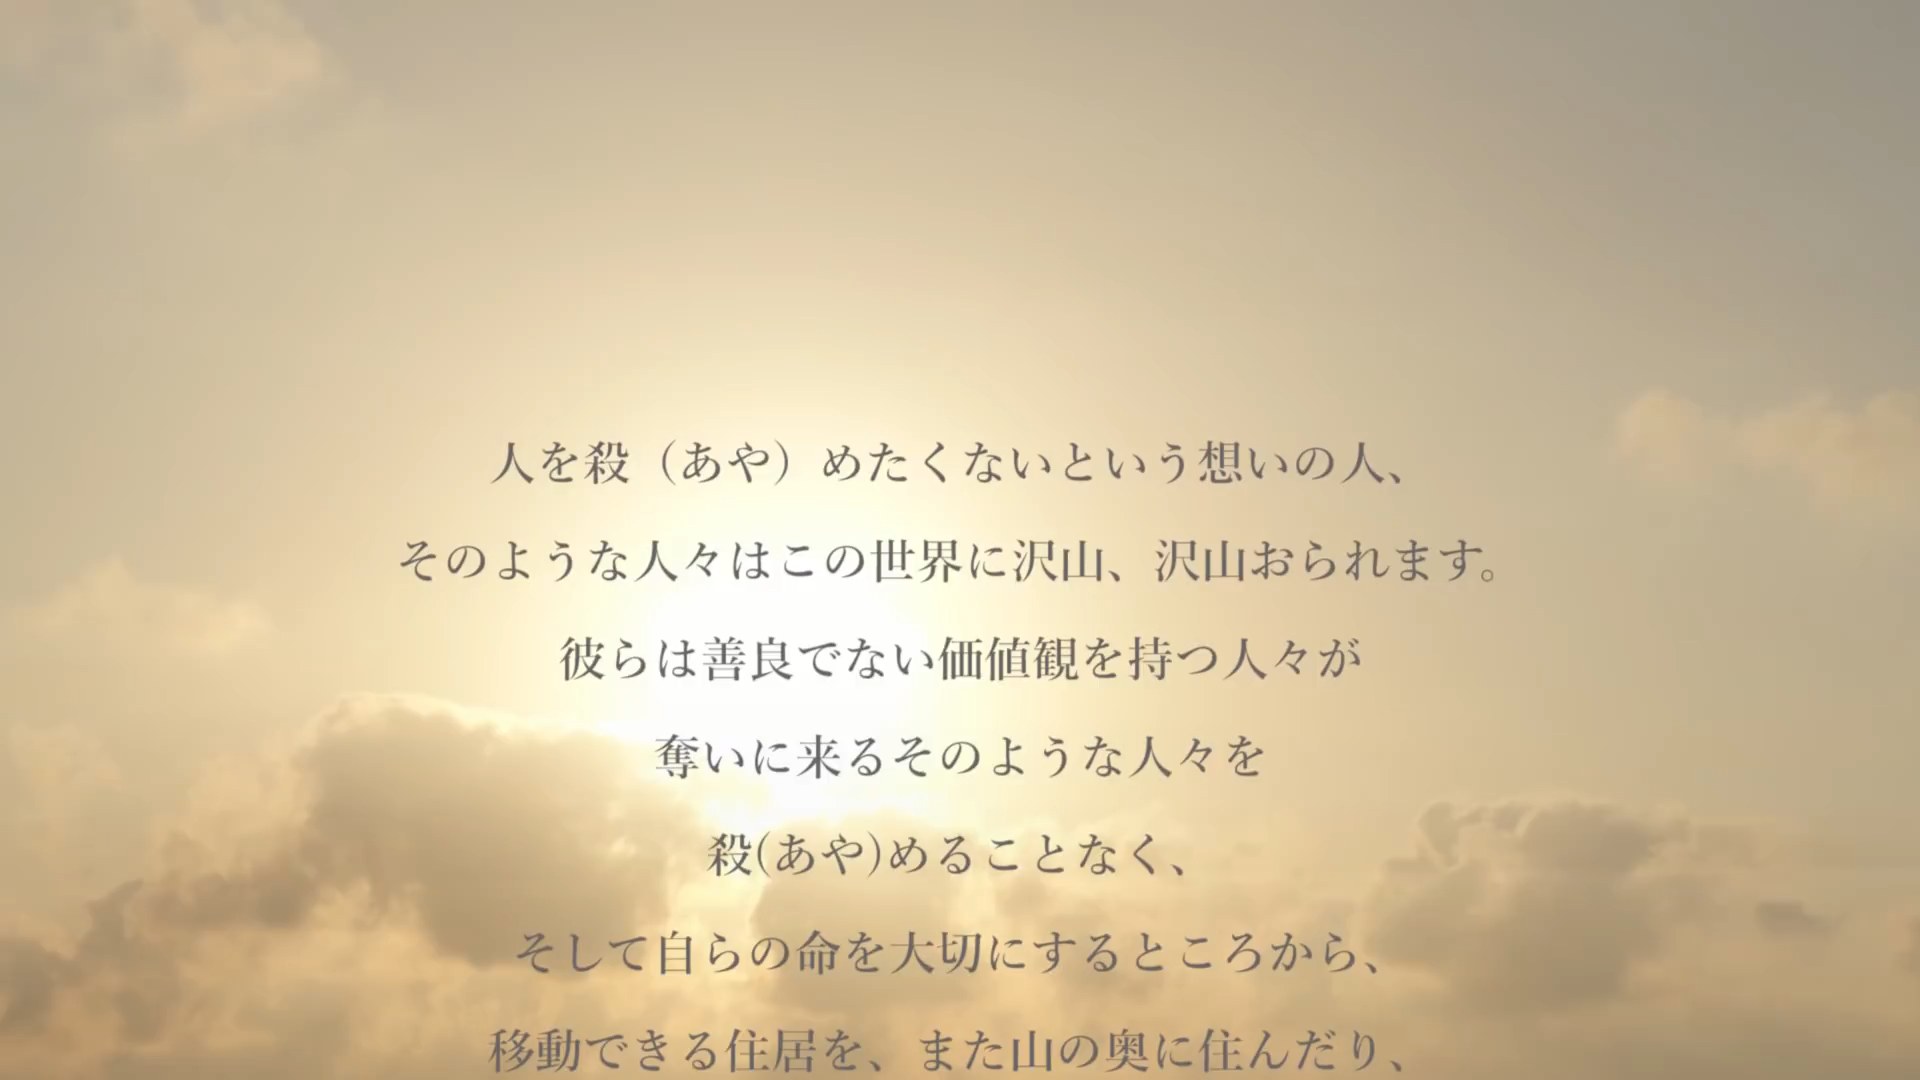 人を殺（あや）めたくないという想いの人、
そのような人々はこの世界に沢山、沢山おられます。
彼らは善良でない価値観を持つ人々が
奪いに来るそのような人々を
殺(あや)めることなく、
そして自らの命を大切にするところから、
移動できる住居を、また山の奥に住んだり、